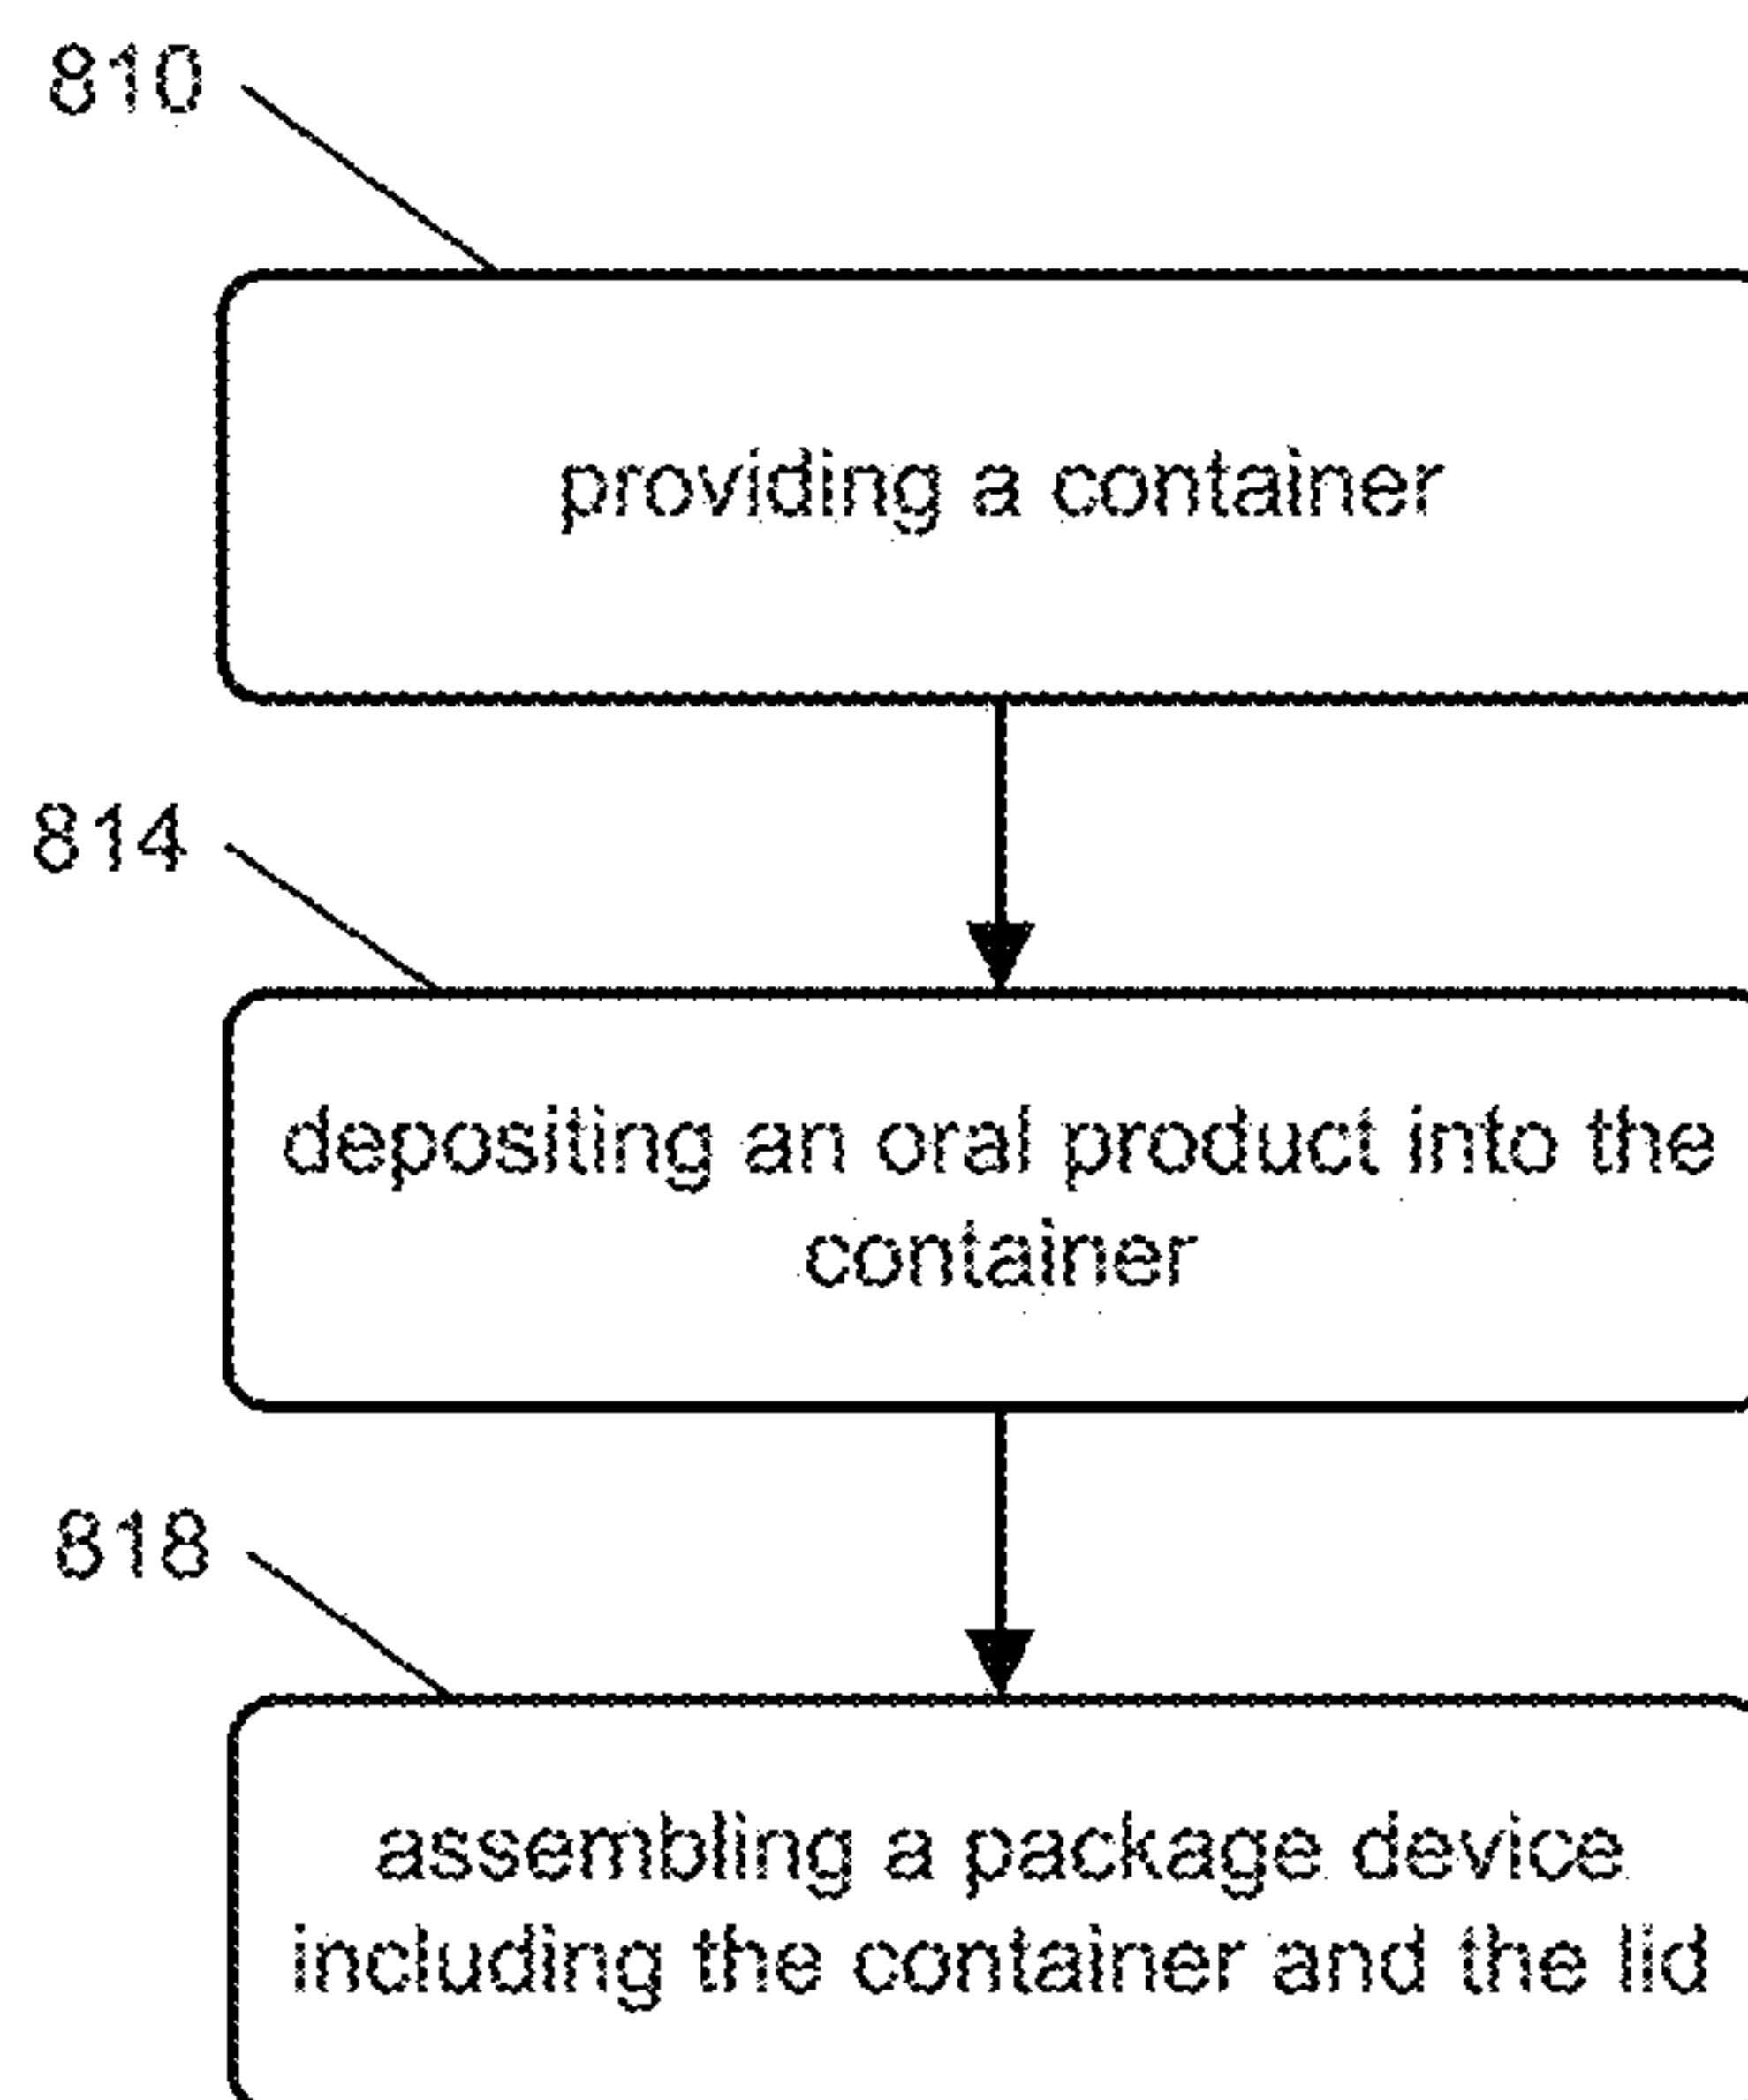 810
providing a container
814
depositing an oral product into the
container
818
assembling a package device
including the container and the lid